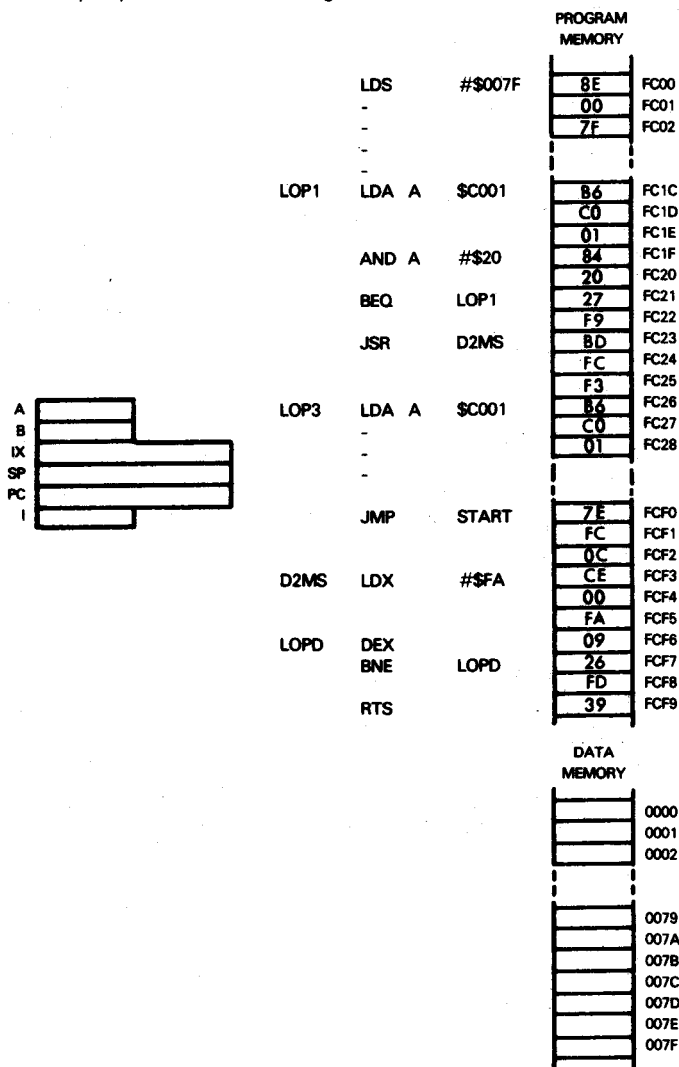 PROGRAM
MEMORY
LDS #$007F 8E FC00
- 00 FC01
- 7F FC02
-
-
LOP1 LDA A $C001 B6 FC1C
C0 FC1D
01 FC1E
AND A #$20 84 FC1F
20 FC20
BEQ LOP1 27 FC21
F9 FC22
JSR D2MS BD FC23
FC FC24
F3 FC25
LOP3 LDA A $C001 B6 FC26
- C0 FC27
- 01 FC28
-
A
B
IX
SP
PC
I
JMP START 7E FCF0
FC FCF1
0C FCF2
D2MS LDX #$FA CE FCF3
00 FCF4
FA FCF5
LOPD DEX 09 FCF6
BNE LOPD 26 FCF7
FD FCF8
RTS 39 FCF9
DATA
MEMORY
0000
0001
0002
0079
007A
007B
007C
007D
007E
007F